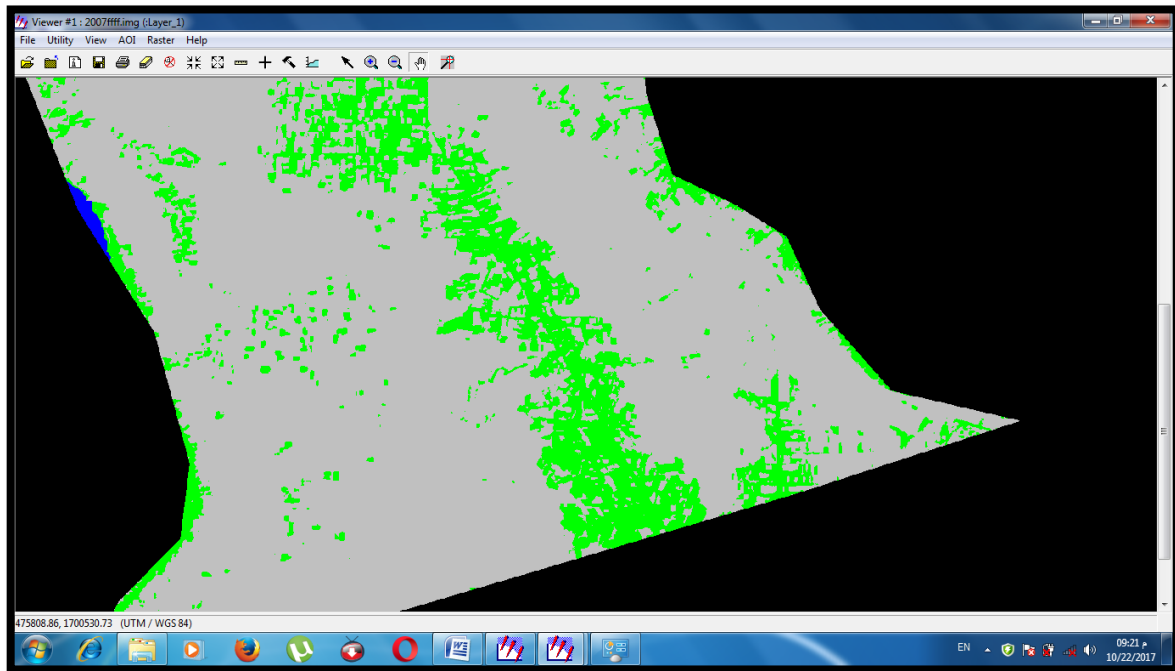 Viewer #1 : 2007ffff.img (:Layer_1)
File Utility View AOI Raster Help
475808.86, 1700530.73 (UTM / WGS 84)
EN
09:21 م
10/22/2017